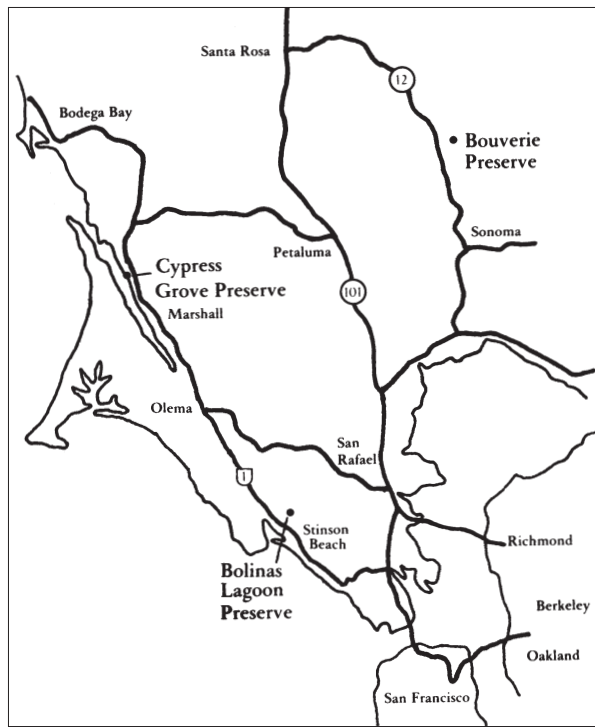 Santa Rosa
12
Bodega Bay
Bouverie
Preserve
Sonoma
Petaluma
Cypress
Grove Preserve
101
Marshall
Olema
San
Rafael
1
Stinson
Beach
Richmond
Bolinas
Lagoon
Preserve
Berkeley
Oakland
San Francisco